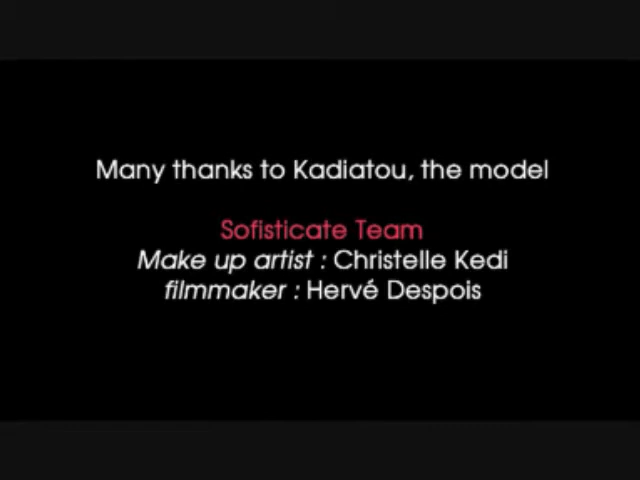 Many thanks to Kadiatou, the model
Sofisticate Team
Make up artist : Christelle Kedi
filmmaker : Hervé Despois